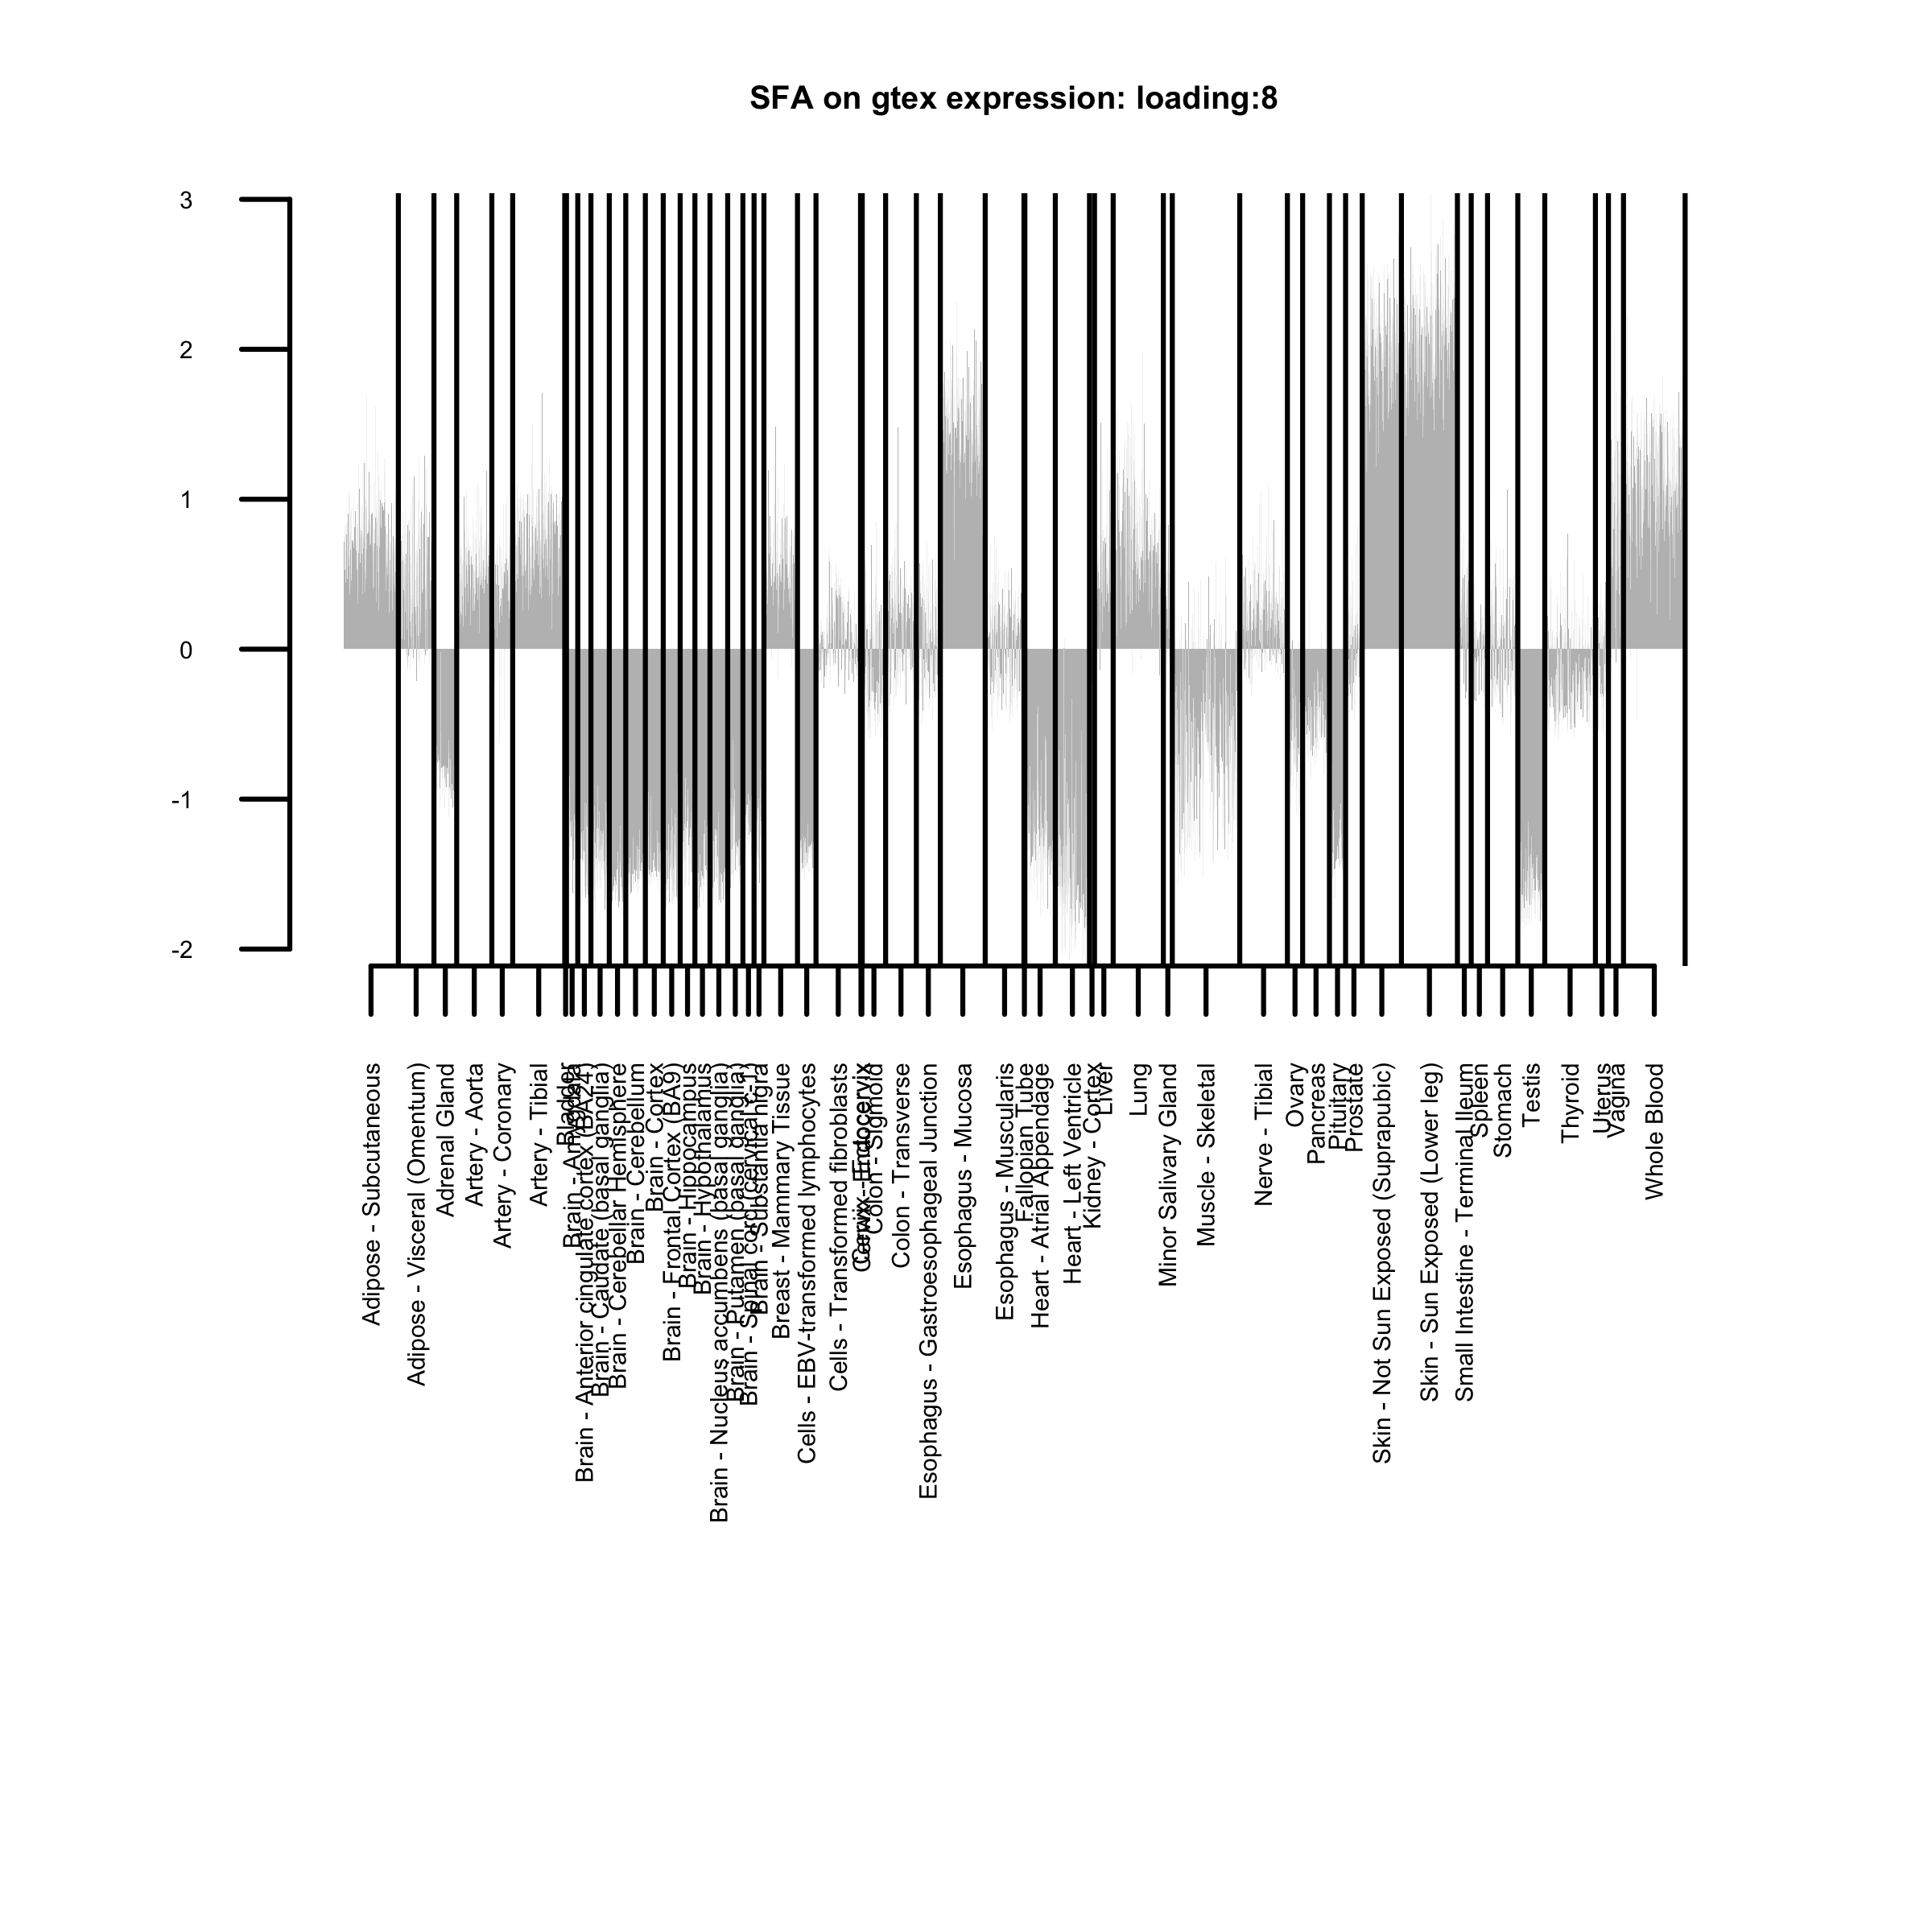 SFA on gtex expression: loading:8
3
2
1
0
-1
-2
Adipose - Subcutaneous
Adipose - Visceral (Omentum)
Adrenal Gland
Artery - Aorta
Artery - Coronary
Artery - Tibial
Bladder
Brain - Amygdala
Brain - Anterior cingulate cortex (BA24)
Brain - Caudate (basal ganglia)
Brain - Cerebellar Hemisphere
Brain - Cerebellum
Brain - Cortex
Brain - Frontal Cortex (BA9)
Brain - Hippocampus
Brain - Hypothalamus
Brain - Nucleus accumbens (basal ganglia)
Brain - Putamen (basal ganglia)
Brain - Spinal cord (cervical c-1)
Brain - Substantia nigra
Breast - Mammary Tissue
Cells - EBV-transformed lymphocytes
Cells - Transformed fibroblasts
Cervix - Endocervix
Colon - Sigmoid
Colon - Transverse
Esophagus - Gastroesophageal Junction
Esophagus - Mucosa
Esophagus - Muscularis
Fallopian Tube
Heart - Atrial Appendage
Heart - Left Ventricle
Kidney - Cortex
Liver
Lung
Minor Salivary Gland
Muscle - Skeletal
Nerve - Tibial
Ovary
Pancreas
Pituitary
Prostate
Skin - Not Sun Exposed (Suprapubic)
Skin - Sun Exposed (Lower leg)
Small Intestine - Terminal Ileum
Spleen
Stomach
Testis
Thyroid
Uterus
Vagina
Whole Blood